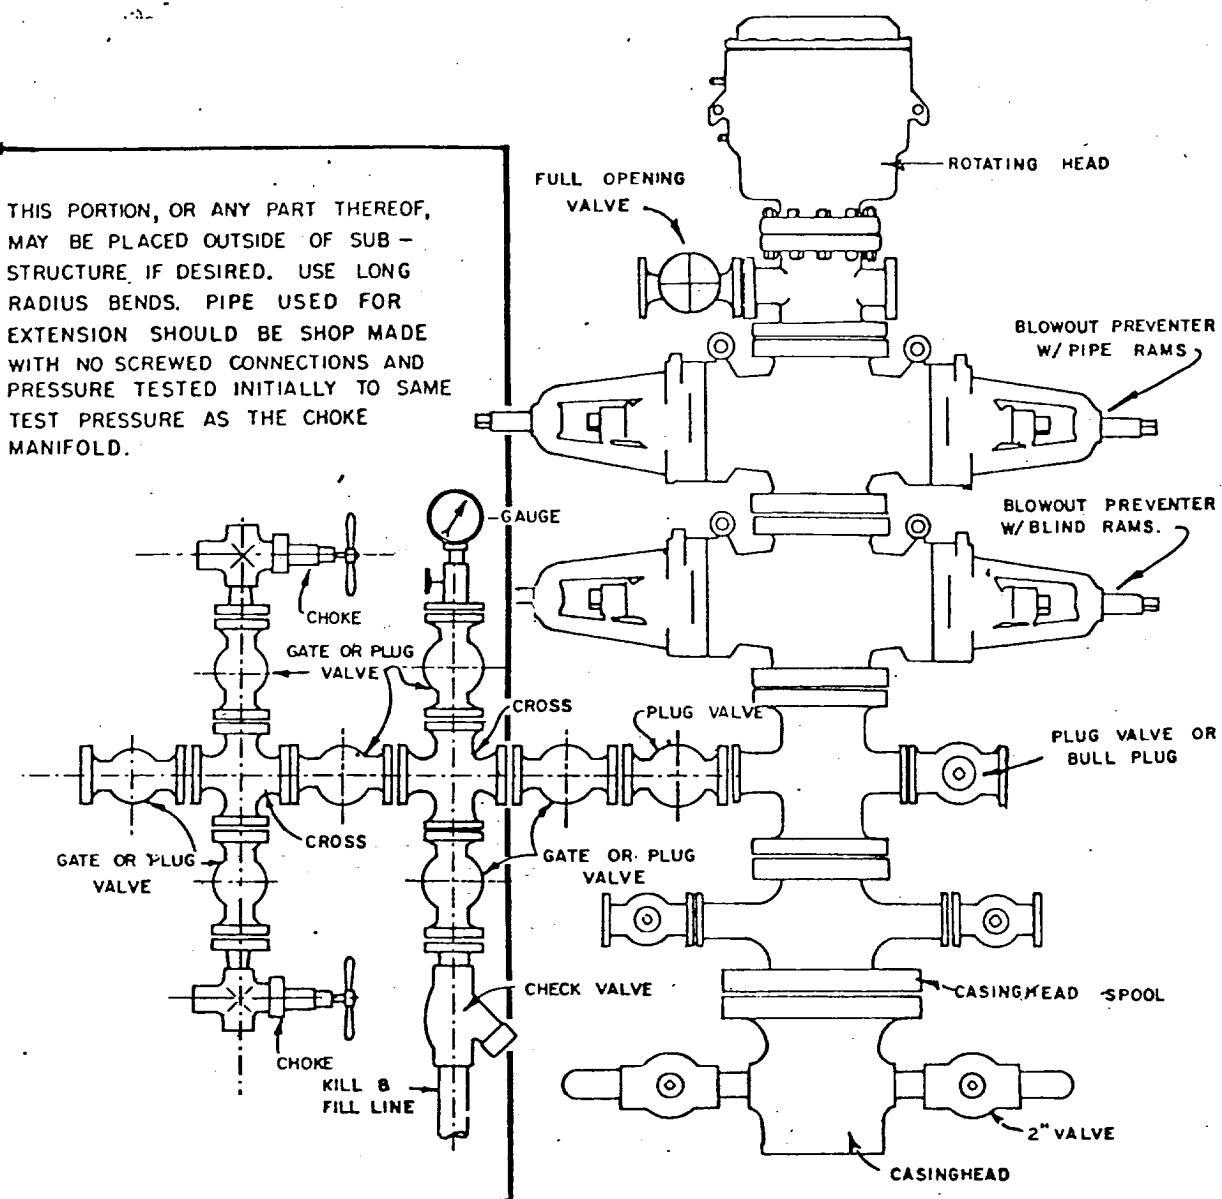 ROTATING HEAD
FULL OPENING
VALVE
THIS PORTION, OR ANY PART THEREOF,
MAY BE PLACED OUTSIDE OF SUB-
STRUCTURE IF DESIRED. USE LONG
RADIUS BENDS. PIPE USED FOR
EXTENSION SHOULD BE SHOP MADE
WITH NO SCREWED CONNECTIONS AND
PRESSURE TESTED INITIALLY TO SAME
TEST PRESSURE AS THE CHOKE
MANIFOLD.
BLOWOUT PREVENTER
W/ PIPE RAMS
BLOWOUT PREVENTER
W/ BLIND RAMS.
GAUGE
CHOKE
GATE OR PLUG
VALVE
CROSS
PLUG VALVE
PLUG VALVE OR
BULL PLUG
CROSS
GATE OR PLUG
VALVE
GATE OR PLUG
VALVE
CHECK VALVE
CASINGHEAD SPOOL
CHOKE
KILL &
FILL LINE
2" VALVE
CASINGHEAD